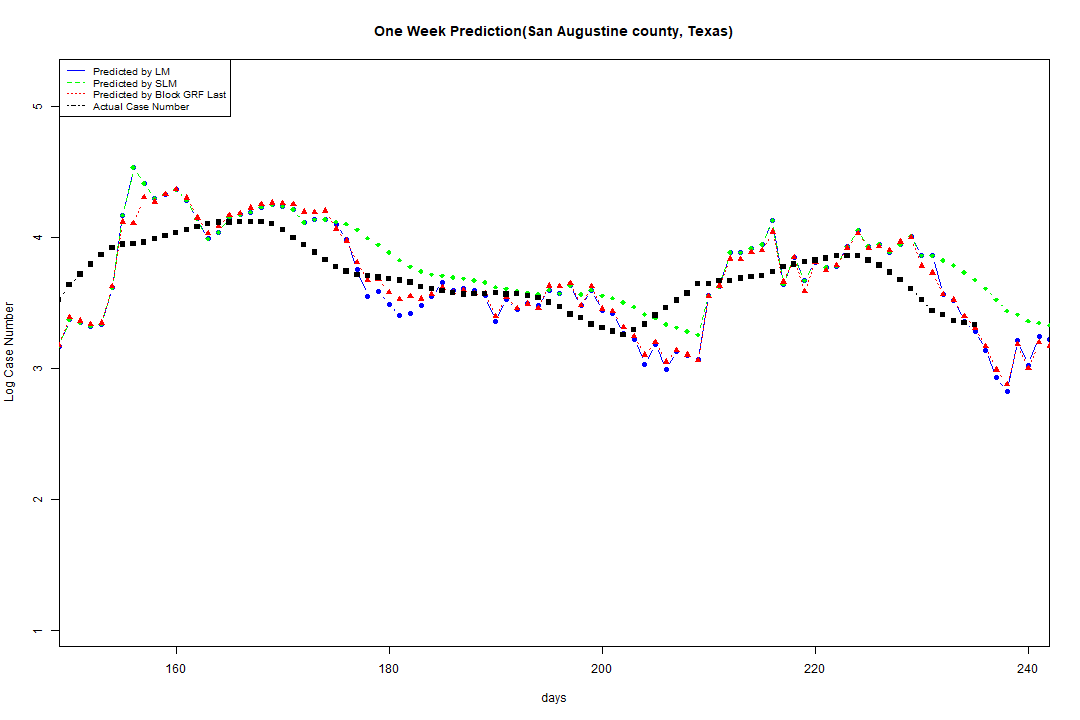 One Week Prediction(San Augustine county, Texas)
Predicted by LM
Predicted by SLM
Predicted by Block GRF Last
Actual Case Number
5
4
3
2
1
Log Case Number
160 180 200 220 240
days